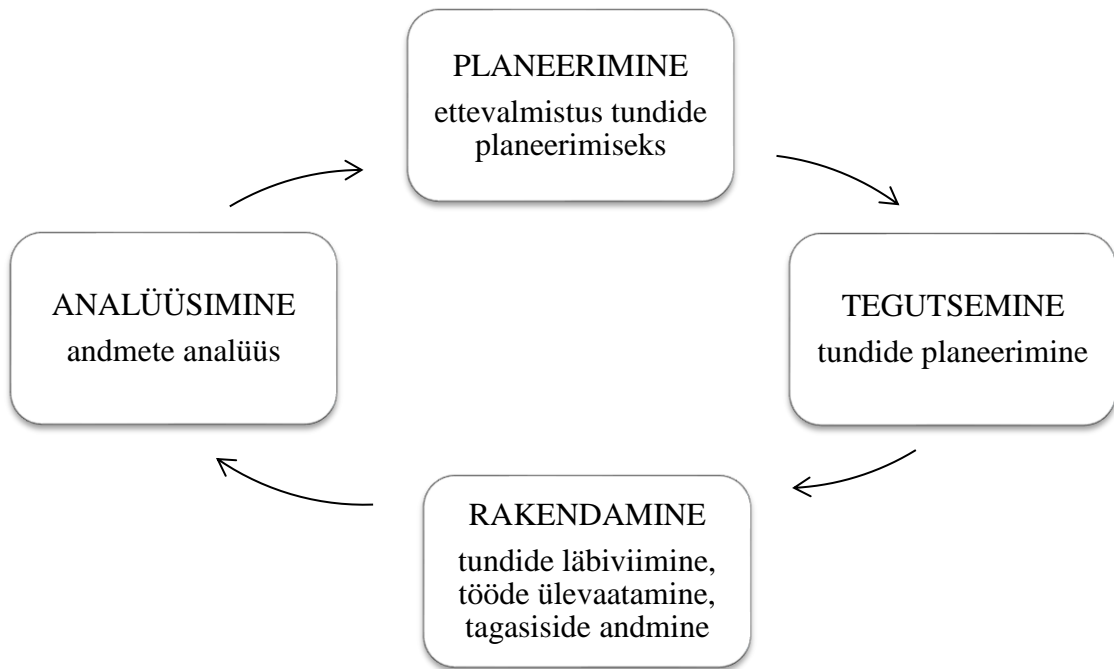 PLANEERIMINE
ettevalmistus tundide
planeerimiseks
ANALÜÜSIMINE
andmete analüüs
TEGUTSEMINE
tundide planeerimine
RAKENDAMINE
tundide läbiviimine,
tööde ülevaatamine,
tagasiside andmine